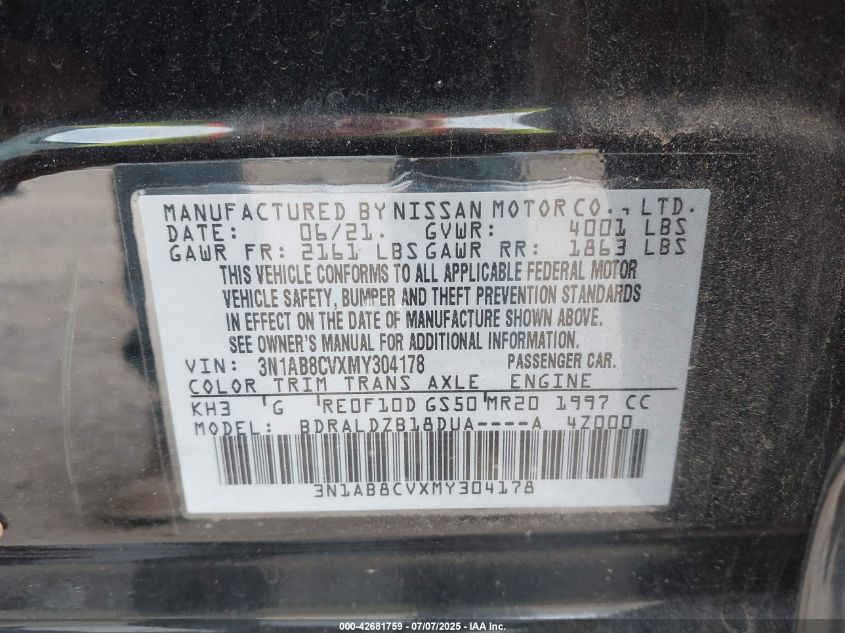 MANUFACTURED BY NISSAN MOTOR CO., LTD.
DATE: 06/21. GVWR: 4001 LBS
GAWR FR: 2161 LBS GAWR RR: 1863 LBS
THIS VEHICLE CONFORMS TO ALL APPLICABLE FEDERAL MOTOR
VEHICLE SAFETY, BUMPER AND THEFT PREVENTION STANDARDS
IN EFFECT ON THE DATE OF MANUFACTURE SHOWN ABOVE.
SEE OWNER'S MANUAL FOR ADDITIONAL INFORMATION.
VIN: 3N1AB8CVXMY304178 PASSENGER CAR.
COLOR TRIM TRANS AXLE ENGINE
KH3 G RE0F10D GS50 MR20 1997 CC
MODEL: BDRALDZB18DUA----A 4Z000
3N1AB8CVXMY304178
000-42681759 - 07/07/2025 - IAA Inc.